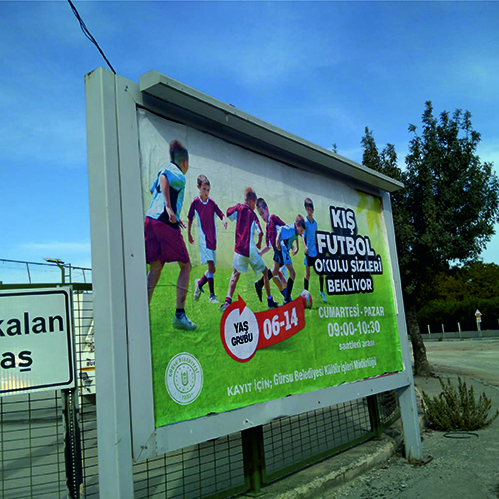 kalan
aş
KIŞ
FUTBOL
OKULU SİZLERİ
BEKLİYOR
CUMARTESİ - PAZAR
09:00-10:30
saatleri arası
YAŞ
GRUBU
06-14
KAYIT İÇİN; Gürsu Belediyesi Kültür İşleri Müdürlüğü